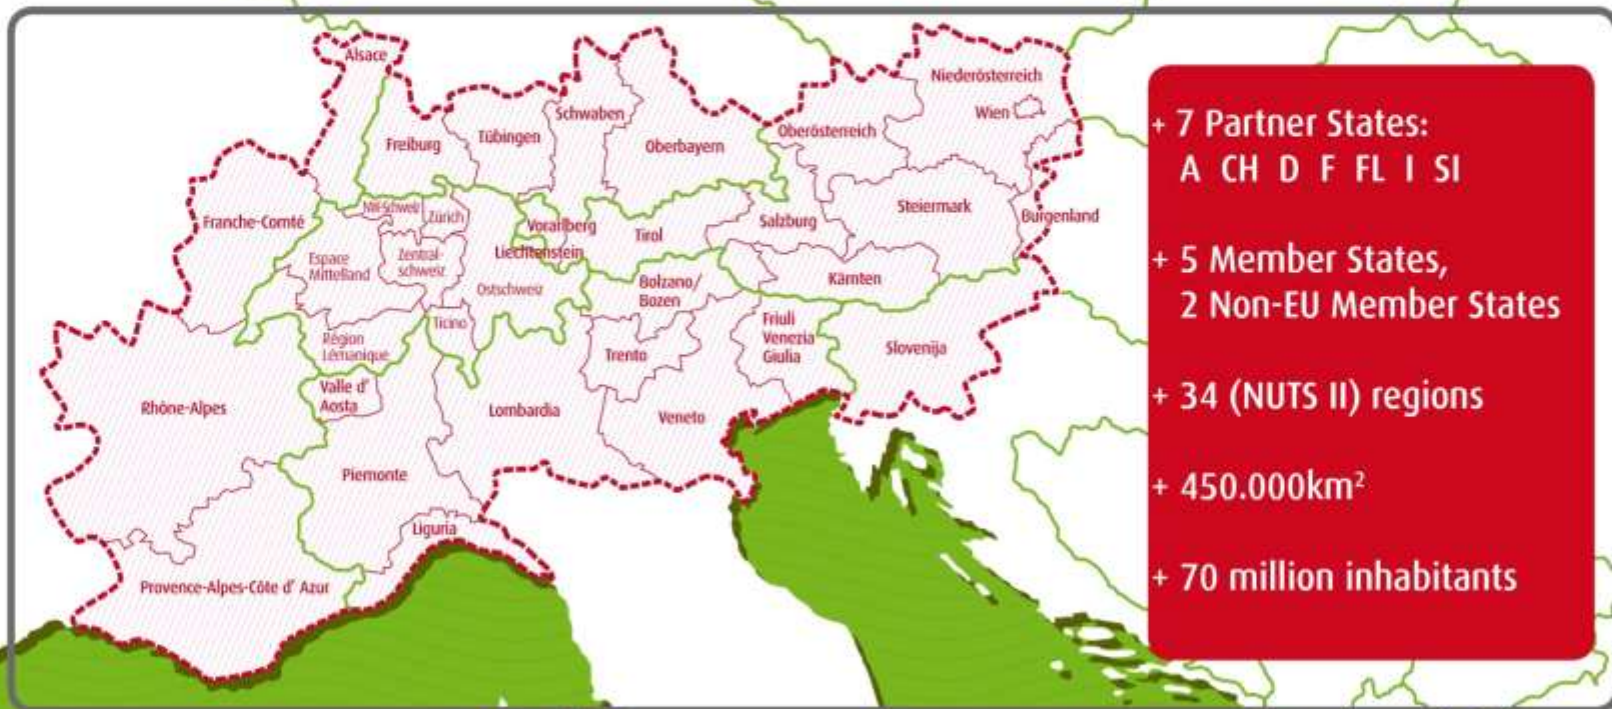 Alsace
Niederösterreich
Wien
Schwaben
Freiburg
Tübingen
Oberbayern
Oberösterreich
Franche-Comté
NW-Schweiz
Zürich
Vorarlberg
Tirol
Salzburg
Steiermark
Burgenland
Espace
Mittelland
Zentral-
schweiz
Liechtenstein
Ostschweiz
Bolzano/
Bozen
Kärnten
Région
Lémanique
Ticino
Trento
Friuli
Venezia
Giulia
Slovenija
Valle d'
Aosta
Rhône-Alpes
Lombardia
Veneto
Piemonte
Liguria
Provence-Alpes-Côte d' Azur
+ 7 Partner States:
A CH D F FL I SI
+ 5 Member States,
2 Non-EU Member States
+ 34 (NUTS II) regions
+ 450.000km²
+ 70 million inhabitants